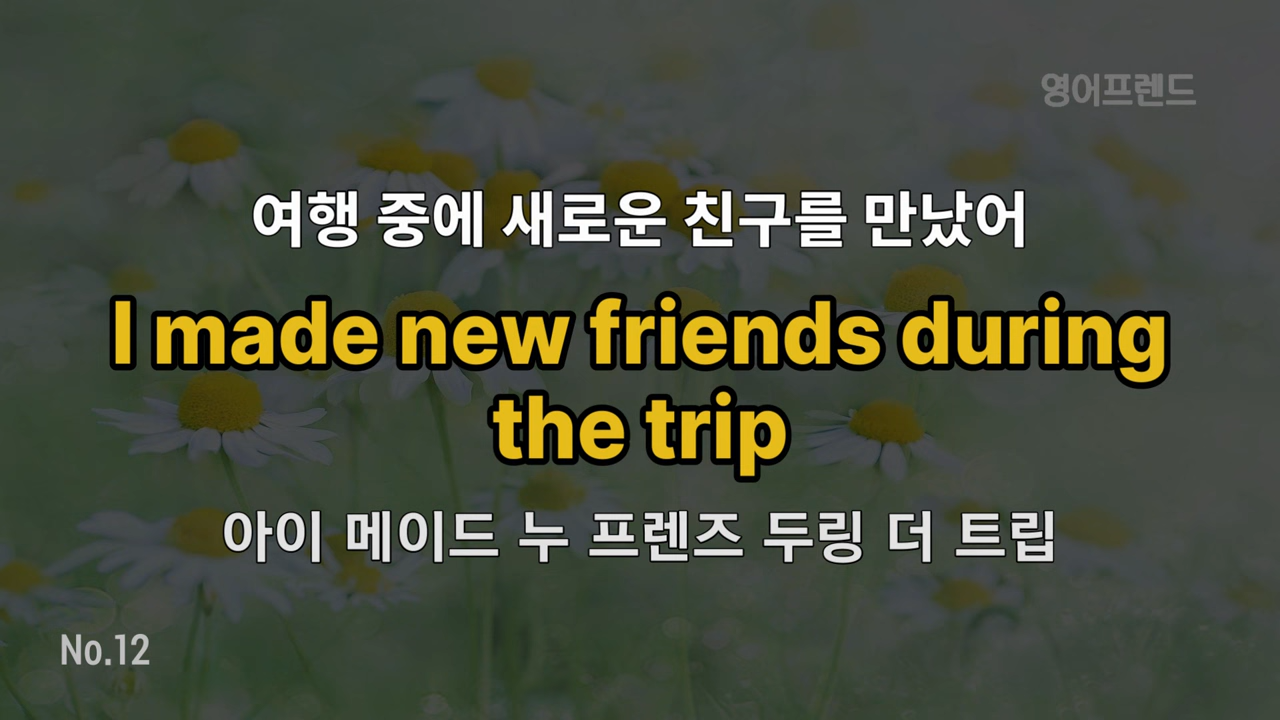 영어프렌드
여행 중에 새로운 친구를 만났어
I made new friends during
the trip
아이 메이드 누 프렌즈 두링 더 트립
No.12